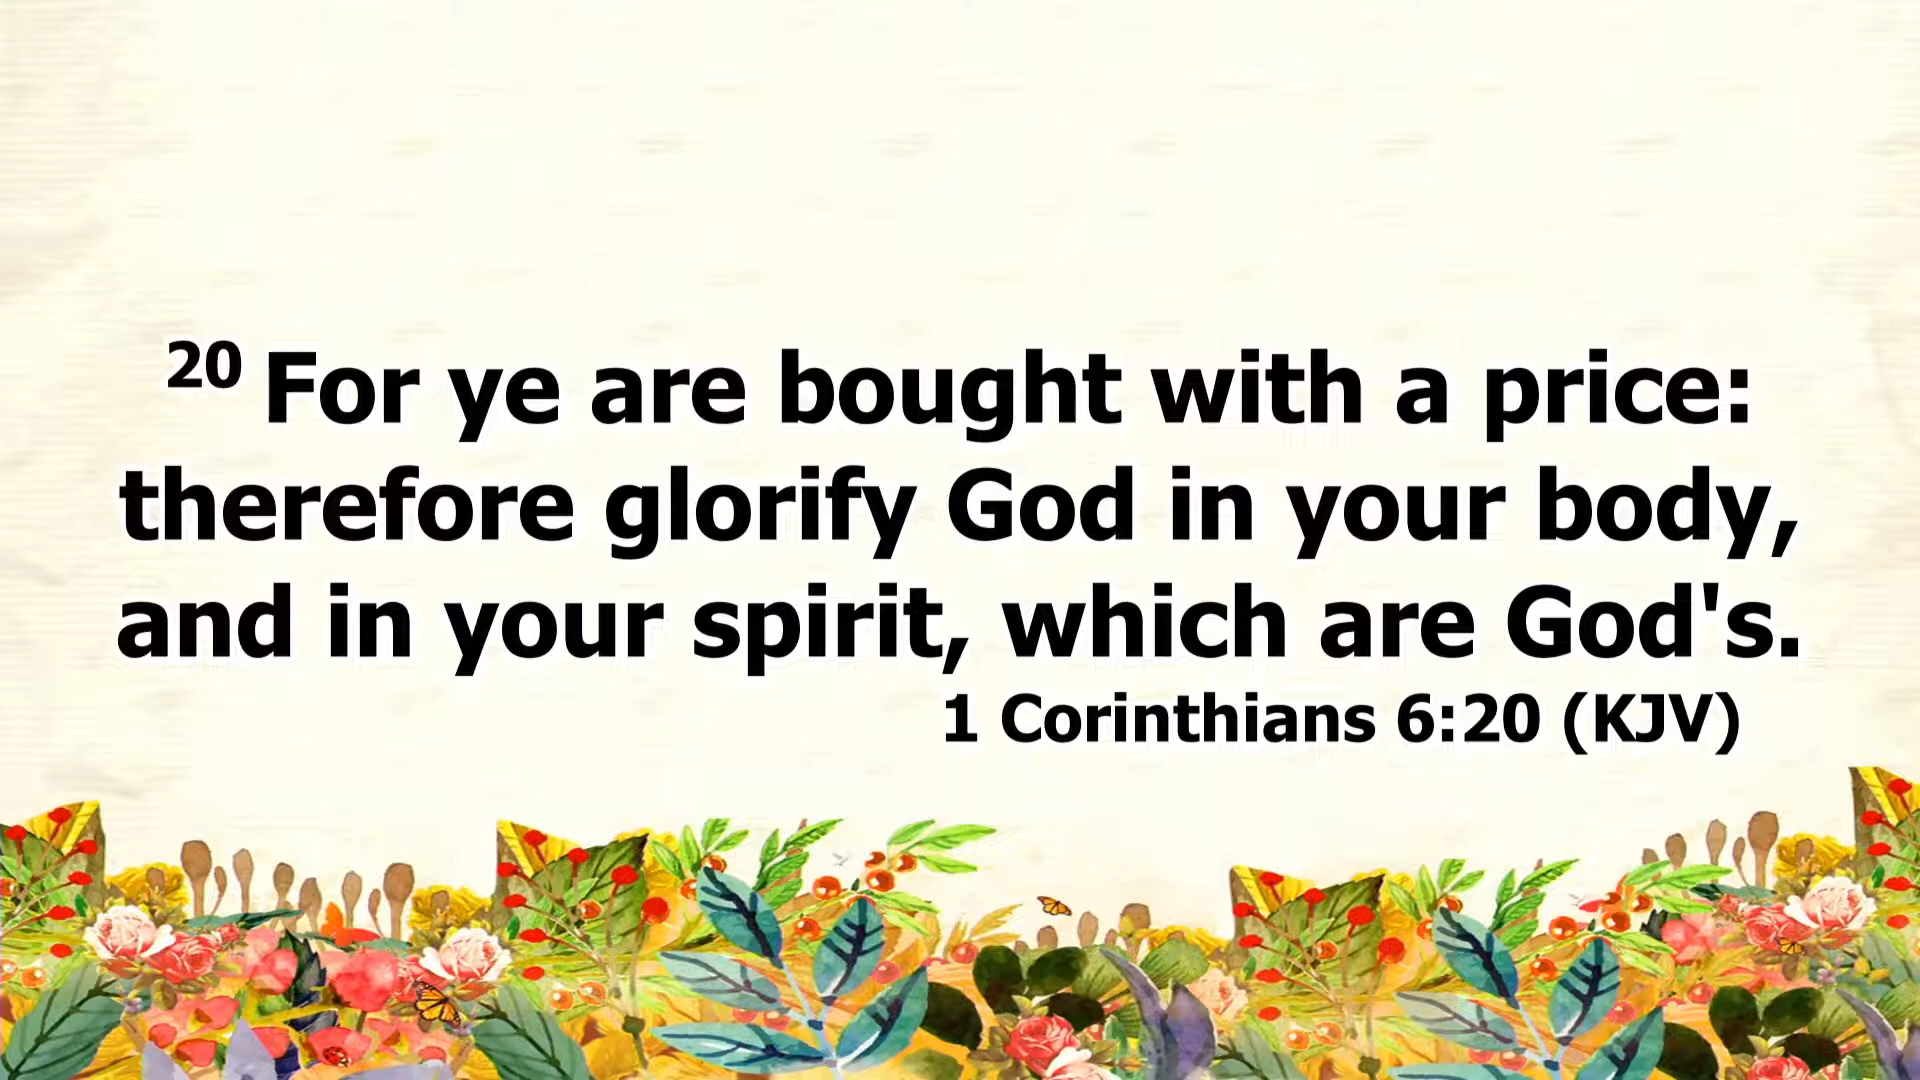 20 For ye are bought with a price:
therefore glorify God in your body,
and in your spirit, which are God's.
1 Corinthians 6:20 (KJV)